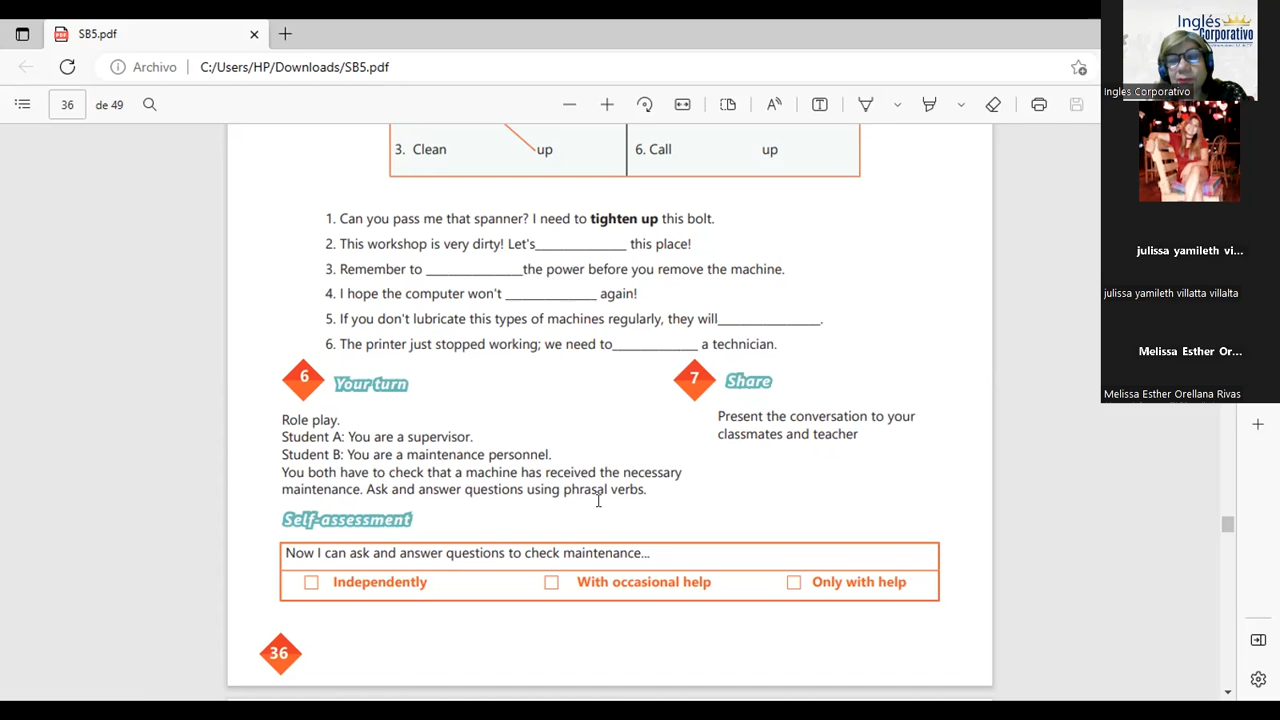 SB5.pdf
Archivo
C:/Users/HP/Downloads/SB5.pdf
36
de 49
3. Clean
up
6. Call
up
1. Can you pass me that spanner? I need to tighten up this bolt.
2. This workshop is very dirty! Let's______________ this place!
3. Remember to _______________the power before you remove the machine.
4. I hope the computer won't ______________ again!
5. If you don't lubricate this types of machines regularly, they will________________.
6. The printer just stopped working; we need to_____________ a technician.
6
Your turn
Role play.
Student A: You are a supervisor.
Student B: You are a maintenance personnel.
You both have to check that a machine has received the necessary
maintenance. Ask and answer questions using phrasal verbs.
7
Share
Present the conversation to your
classmates and teacher
Self-assessment
Now I can ask and answer questions to check maintenance...
Independently
With occasional help
Only with help
36
Inglés
Corporativo
Ingles Corporativo
julissa yamileth vi...
julissa yamileth villatta villalta
Melissa Esther Or...
Melissa Esther Orellana Rivas